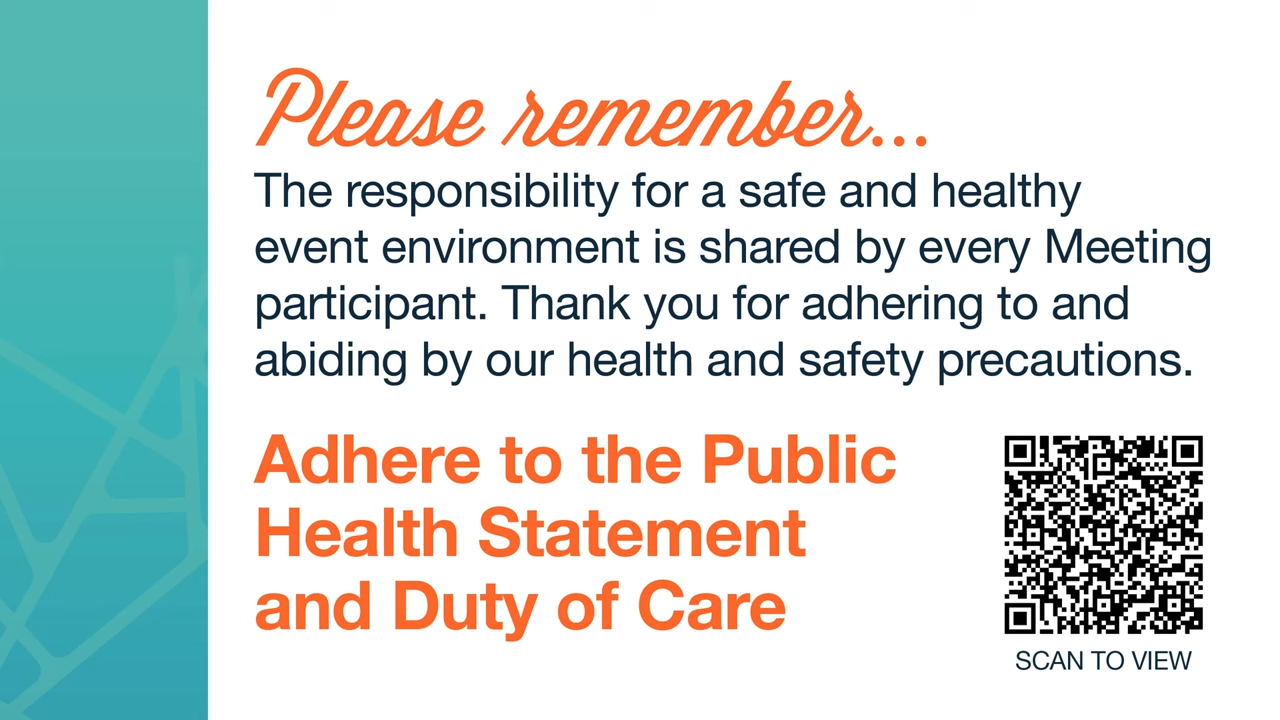 Please remember...
The responsibility for a safe and healthy
event environment is shared by every Meeting
participant. Thank you for adhering to and
abiding by our health and safety precautions.
Adhere to the Public
Health Statement
and Duty of Care
SCAN TO VIEW